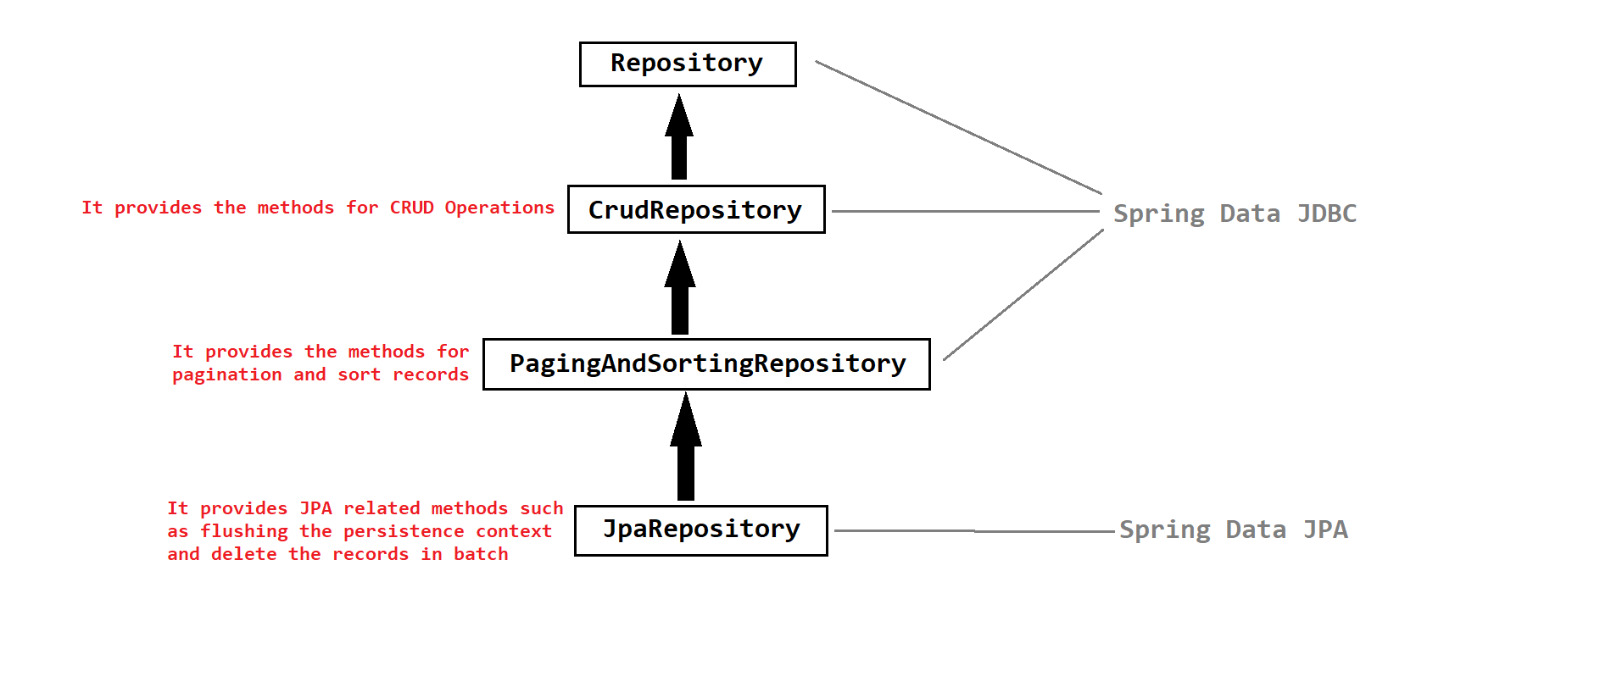 Repository
It provides the methods for CRUD Operations
CrudRepository
Spring Data JDBC
It provides the methods for
pagination and sort records
PagingAndSortingRepository
It provides JPA related methods such
as flushing the persistence context
and delete the records in batch
JpaRepository
Spring Data JPA